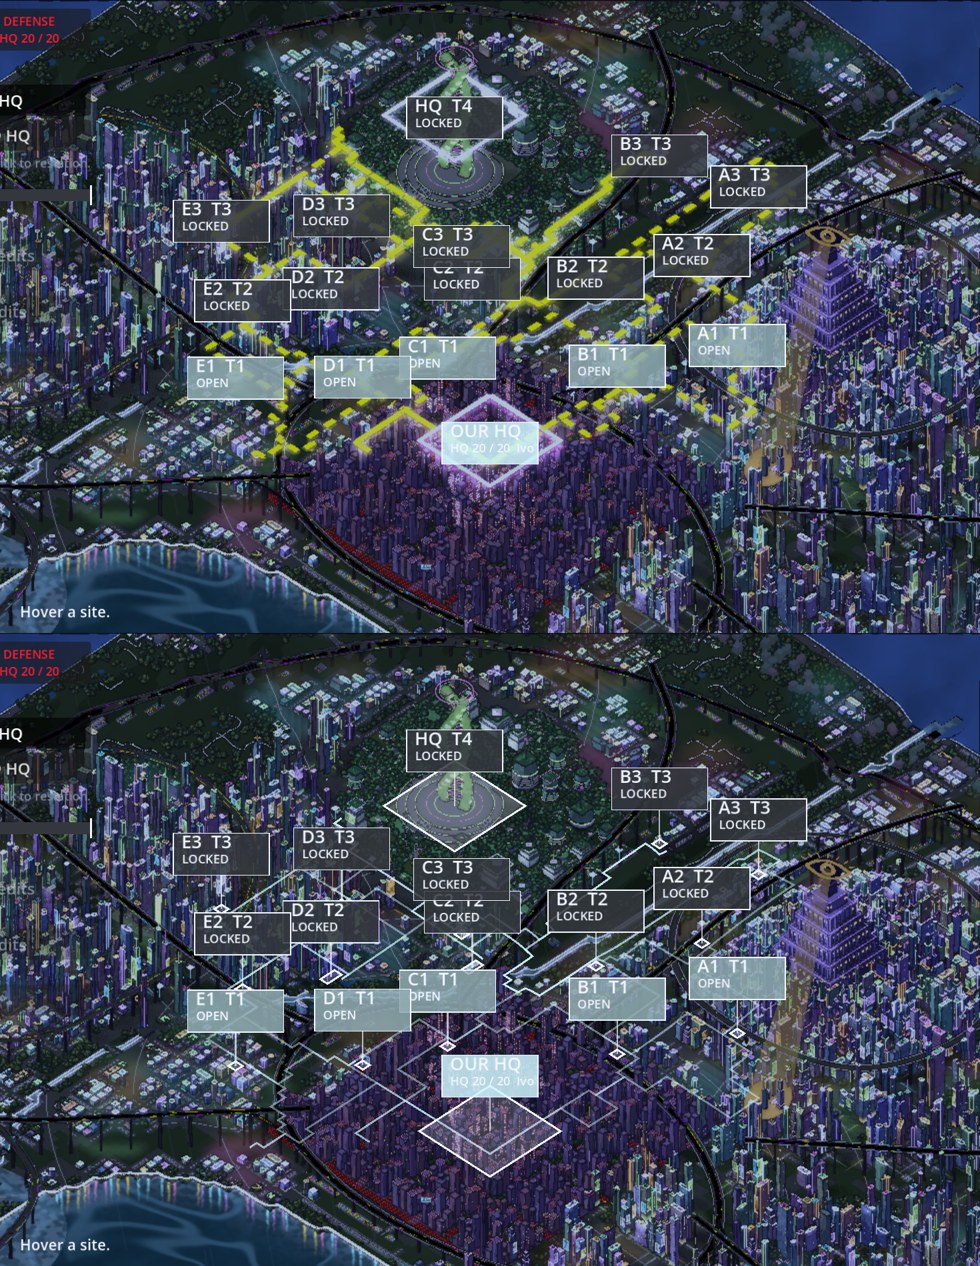 DEFENSE
HQ 20 / 20
HQ
HQ
HQ T4
LOCKED
B3 T3
LOCKED
A3 T3
LOCKED
E3 T3
LOCKED
D3 T3
LOCKED
C3 T3
LOCKED
C2 T2
LOCKED
A2 T2
LOCKED
B2 T2
LOCKED
E2 T2
LOCKED
D2 T2
LOCKED
A1 T1
OPEN
C1 T1
OPEN
B1 T1
OPEN
E1 T1
OPEN
D1 T1
OPEN
OUR HQ
HQ 20 / 20
Hover a site.
DEFENSE
HQ 20 / 20
HQ
HQ
HQ T4
LOCKED
B3 T3
LOCKED
A3 T3
LOCKED
E3 T3
LOCKED
D3 T3
LOCKED
C3 T3
LOCKED
C2 T2
LOCKED
A2 T2
LOCKED
B2 T2
LOCKED
E2 T2
LOCKED
D2 T2
LOCKED
A1 T1
OPEN
C1 T1
OPEN
B1 T1
OPEN
E1 T1
OPEN
D1 T1
OPEN
OUR HQ
HQ 20 / 20
Hover a site.